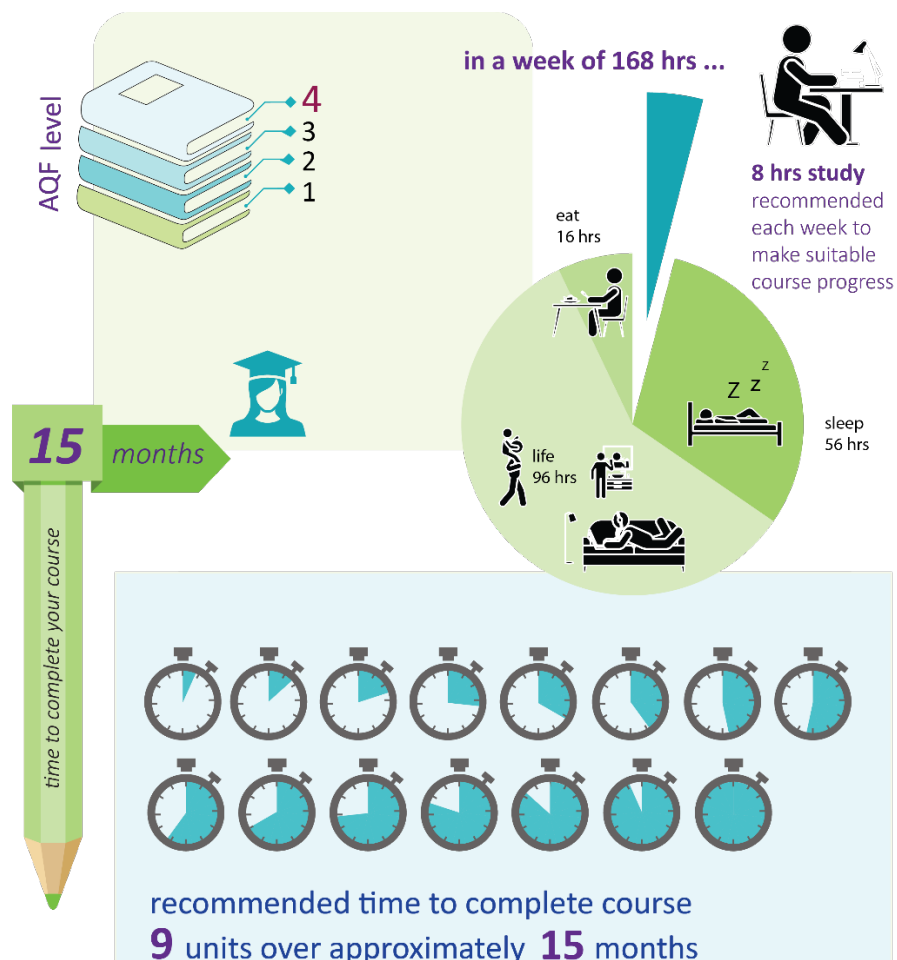 AQF level
4
3
2
1
in a week of 168 hrs ...
8 hrs study
recommended
each week to
make suitable
course progress
eat
16 hrs
z
Z z
sleep
56 hrs
life
96 hrs
15 months
time to complete your course
recommended time to complete course
9 units over approximately 15 months